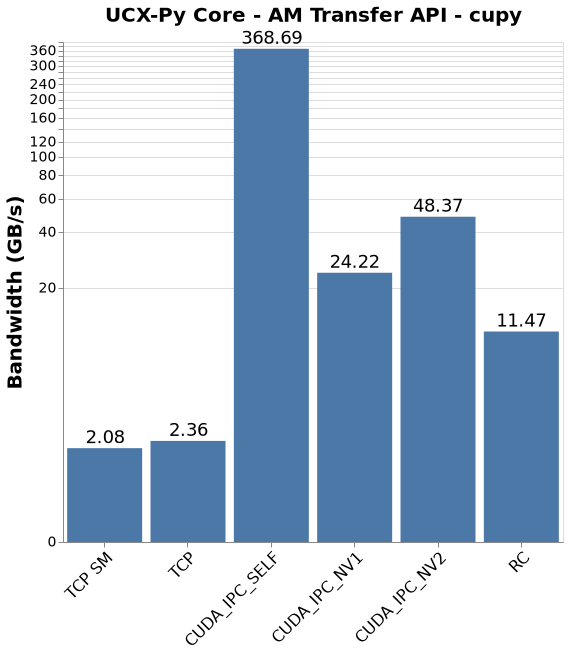 UCX-Py Core - AM Transfer API - cupy
Bandwidth (GB/s)
360
300
240
200
160
120
100
80
60
40
20
0
2.08
2.36
368.69
24.22
48.37
11.47
TCP SM
TCP
CUDA_IPC_SELF
CUDA_IPC_NV1
CUDA_IPC_NV2
RC